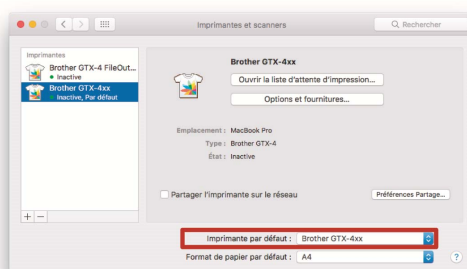 Imprimantes et scanners
Rechercher
Imprimantes
Brother GTX-4 FileOut...
Inactive
Brother GTX-4xx
Inactive, Par défaut
Brother GTX-4xx
Ouvrir la liste d'attente d'impression...
Options et fournitures...
Emplacement : MacBook Pro
Type : Brother GTX-4
État : Inactive
Partager l'imprimante sur le réseau
Préférences Partage...
+ −
Imprimante par défaut : Brother GTX-4xx
Format de papier par défaut : A4
?